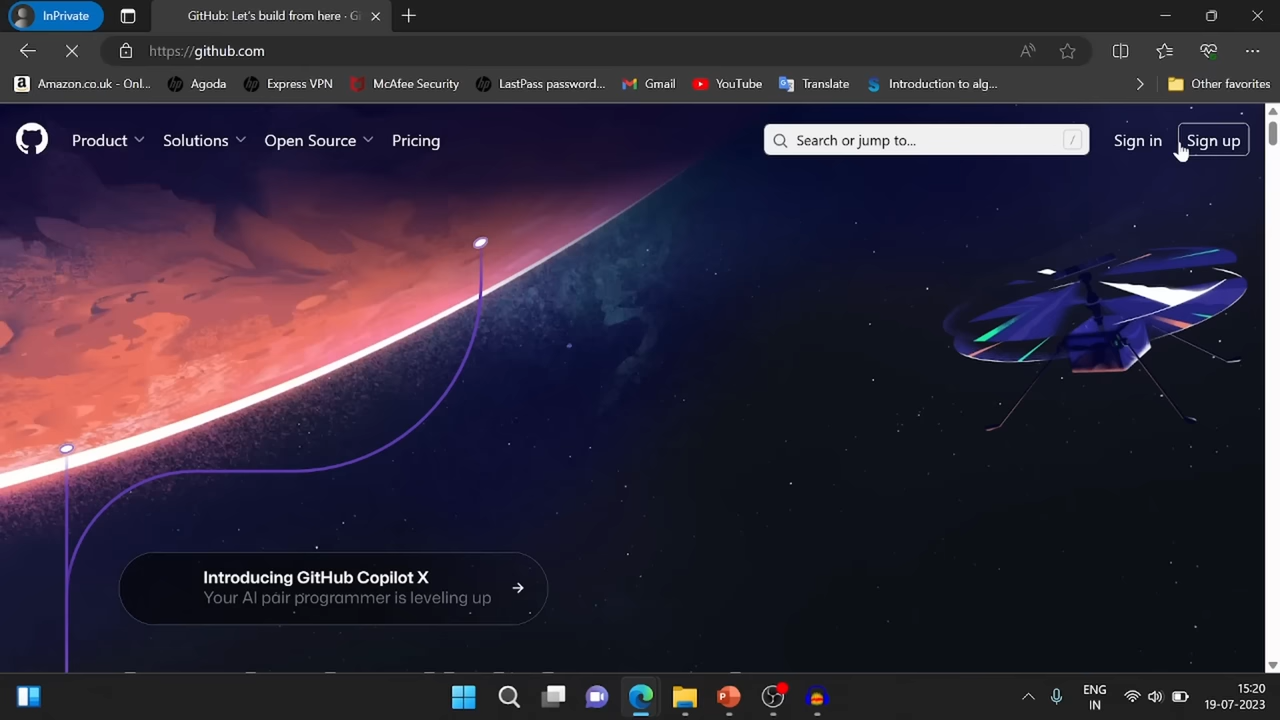 InPrivate
GitHub: Let's build from here · Gi
https://github.com
Amazon.co.uk - Onl...
Agoda
Express VPN
McAfee Security
LastPass password...
Gmail
YouTube
Translate
Introduction to alg...
Other favorites
Product
Solutions
Open Source
Pricing
Search or jump to...
/
Sign in
Sign up
Introducing GitHub Copilot X
Your AI pair programmer is leveling up
ENG
IN
15:20
19-07-2023